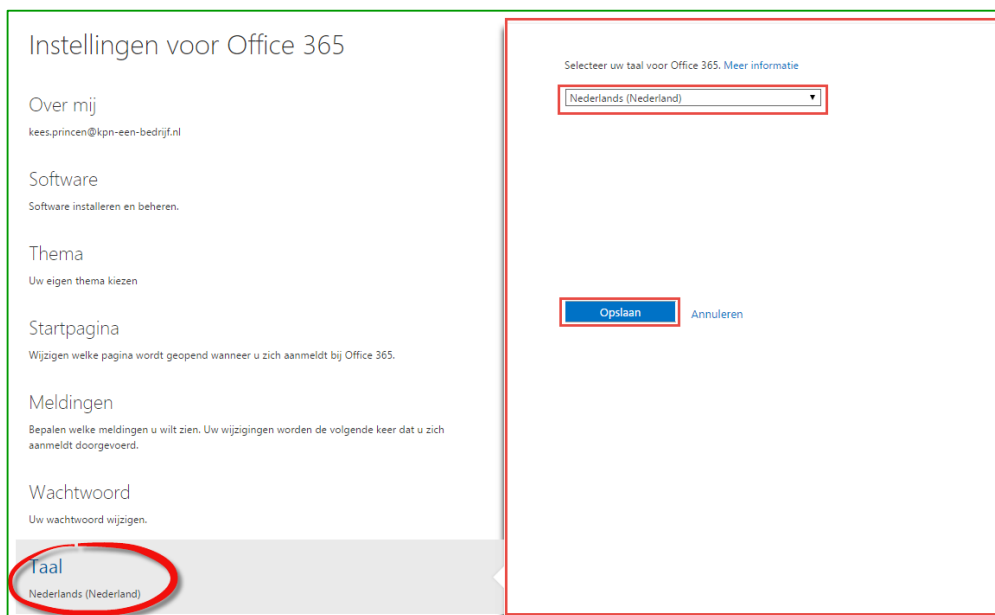 Instellingen voor Office 365
Over mij
kees.princen@kpn-een-bedrijf.nl
Software
Software installeren en beheren.
Thema
Uw eigen thema kiezen
Startpagina
Wijzigen welke pagina wordt geopend wanneer u zich aanmeldt bij Office 365.
Meldingen
Bepalen welke meldingen u wilt zien. Uw wijzigingen worden de volgende keer dat u zich
aanmeldt doorgevoerd.
Wachtwoord
Uw wachtwoord wijzigen.
Taal
Nederlands (Nederland)
Selecteer uw taal voor Office 365. Meer informatie
Nederlands (Nederland)
Opslaan
Annuleren